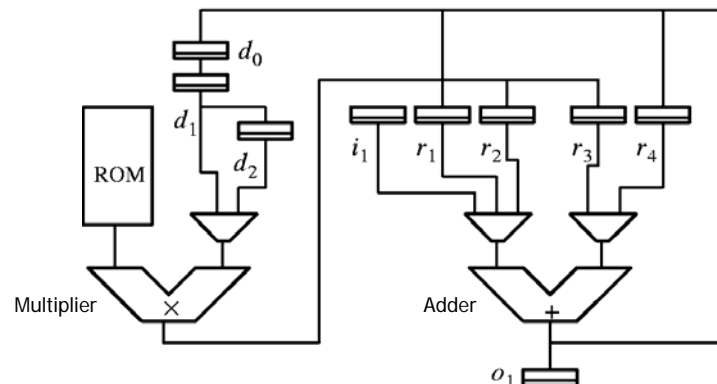 d0
d1
d2
ROM
i1
r1
r2
r3
r4
Multiplier
×
Adder
+
o1